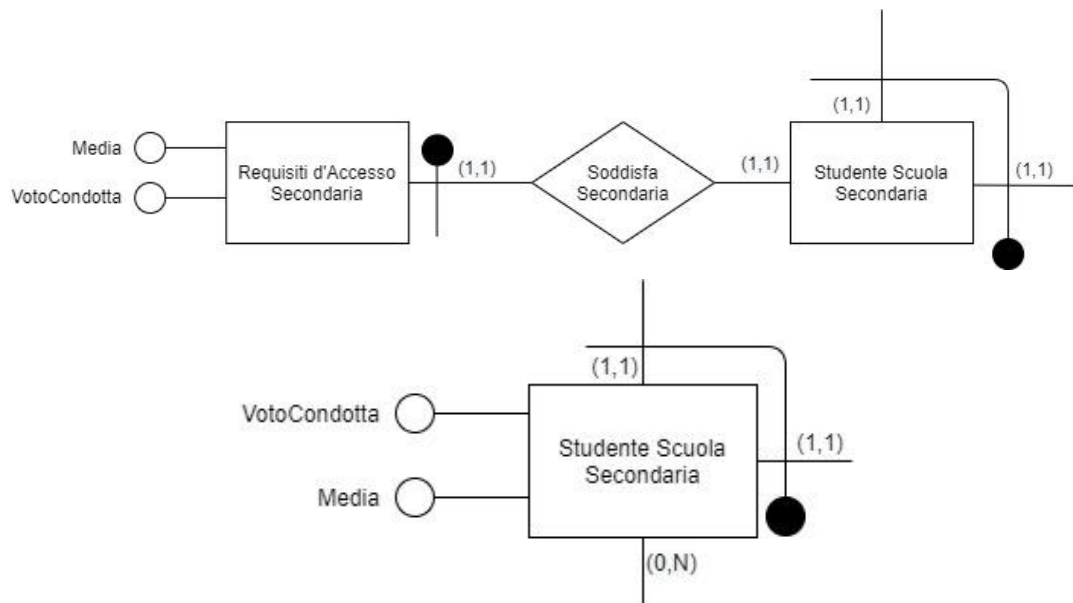 (1,1)
Media
VotoCondotta
Requisiti d'Accesso
Secondaria
(1,1)
Soddisfa
Secondaria
(1,1)
Studente Scuola
Secondaria
(1,1)
(1,1)
VotoCondotta
Media
Studente Scuola
Secondaria
(1,1)
(0,N)